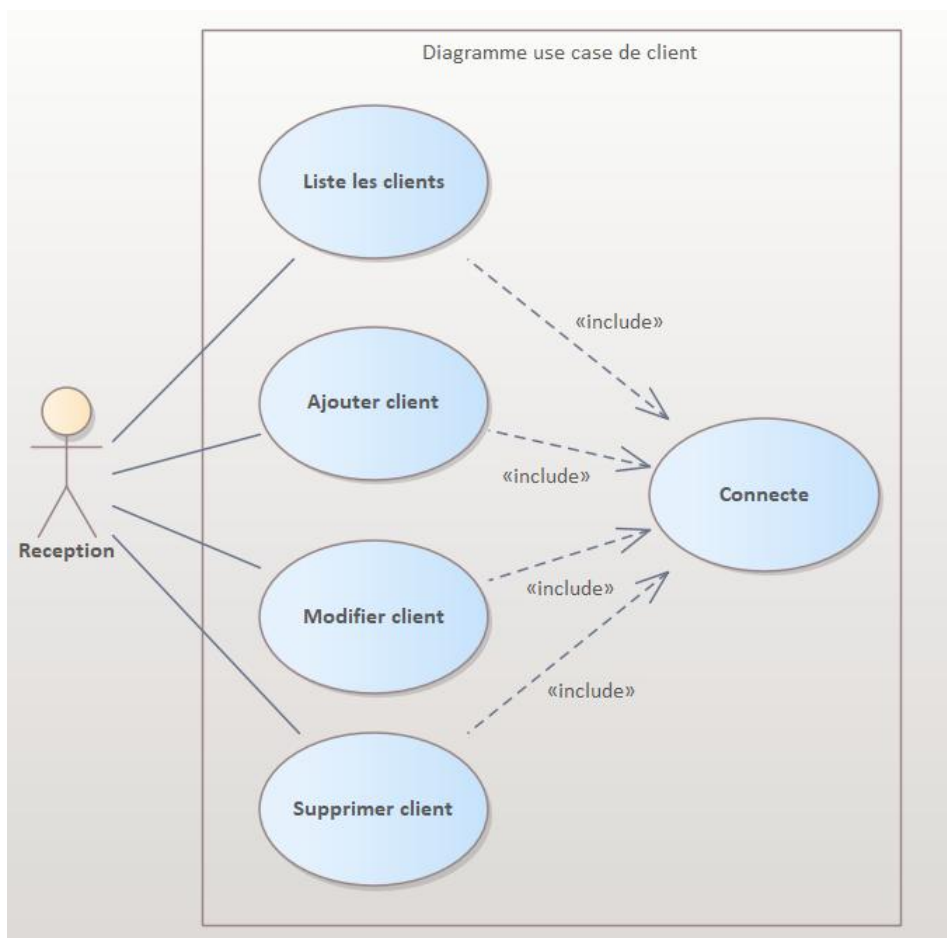 Diagramme use case de client
Liste les clients
«include»
Ajouter client
«include»
Connecte
Reception
Modifier client
«include»
«include»
Supprimer client